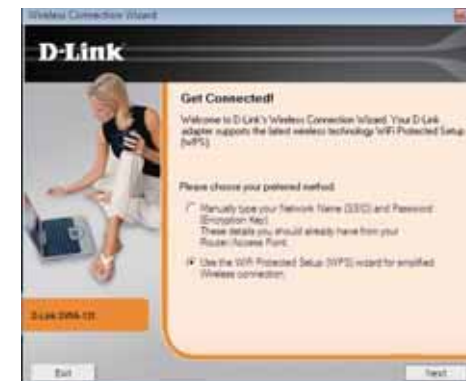 Wireless Connection Wizard
D-Link
Get Connected!
Welcome to D-Link's Wireless Connection Wizard. Your D-Link
adapter supports the latest wireless technology WiFi Protected Setup
(WPS).
Please choose your preferred method.
Manually type your Network Name (SSID) and Password
(Encryption Key)
These details you should already have from your
Router/Access Point.
Use the WiFi Protected Setup (WPS) wizard for simplified
Wireless connection.
D-Link DWA-131
Exit
Next